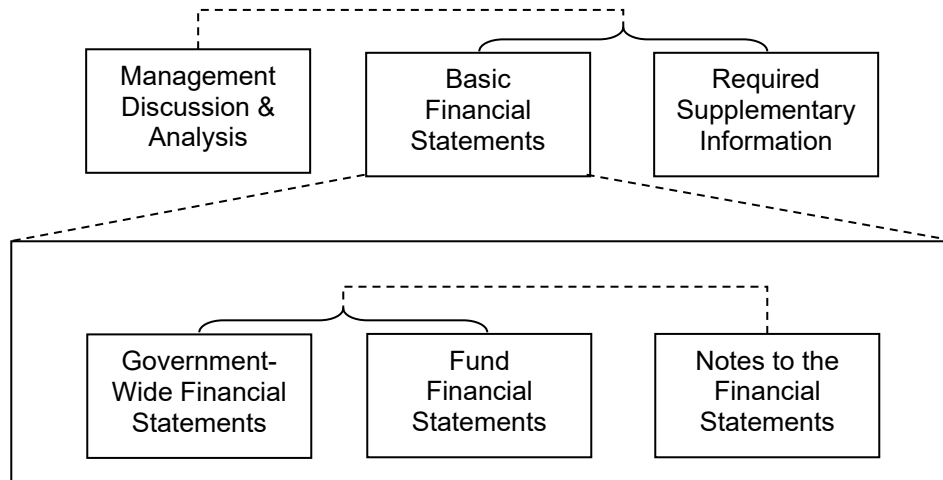 Management
Discussion &
Analysis
Basic
Financial
Statements
Required
Supplementary
Information
Government-
Wide Financial
Statements
Fund
Financial
Statements
Notes to the
Financial
Statements